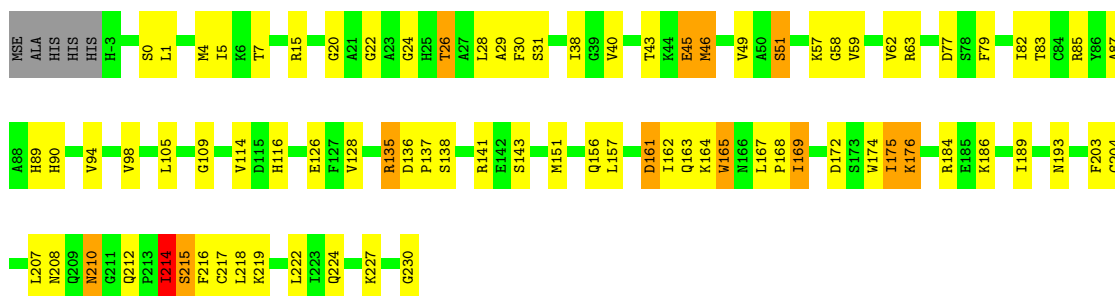 MSE ALA HIS HIS HIS H-3 S0 L1 M4 I5 K6 T7 R15 G20 A21 G22 A23 G24 H25 T26 A27 L28 A29 F30 S31 I38 G39 V40 T43 K44 E45 M46 V49 A50 S51 K57 G58 V59 V62 R63 D77 S78 F79 I82 T83 C84 R85 Y86 A87
A88 H89 H90 V94 V98 L105 G109 V114 D115 H116 E126 F127 V128 R135 D136 P137 S138 R141 E142 S143 M151 Q156 L157 D161 I162 Q163 K164 W165 N166 L167 P168 I169 D172 S173 W174 I175 K176 R184 E185 K186 I189 N193 F203
L207 N208 Q209 N210 G211 Q212 P213 I214 S215 F216 C217 L218 K219 L222 I223 Q224 K227 G230